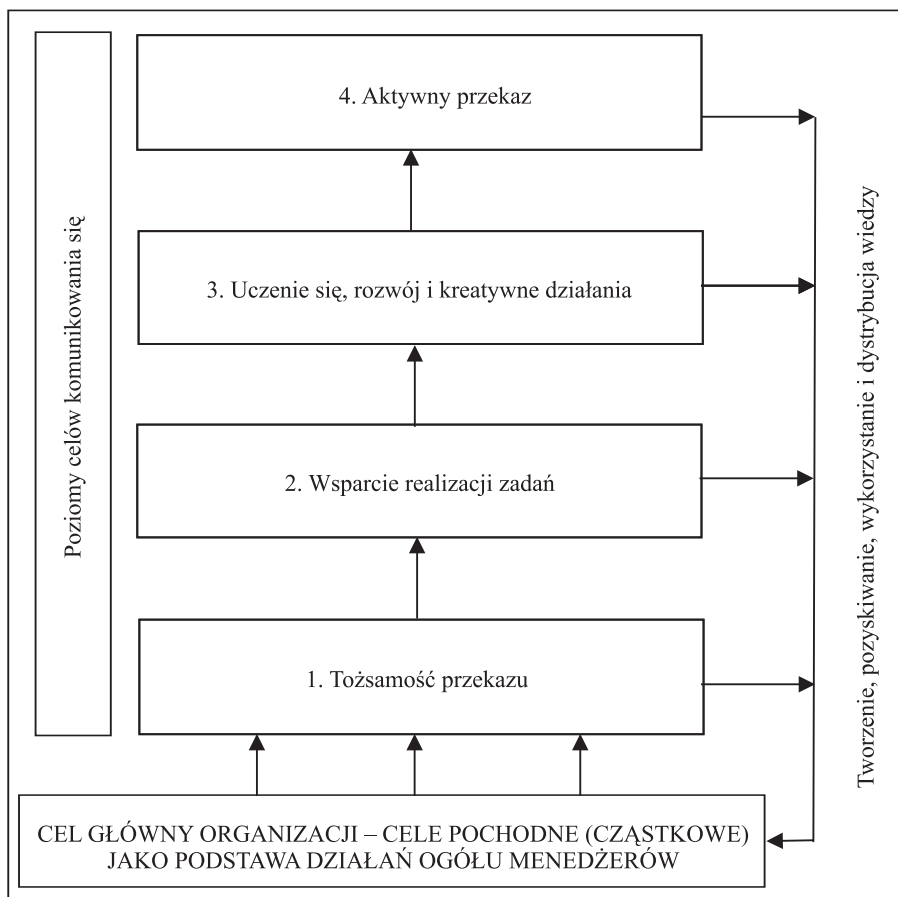 Poziomy celów komunikowania się
4. Aktywny przekaz
3. Uczenie się, rozwój i kreatywne działania
2. Wsparcie realizacji zadań
1. Tożsamość przekazu
CEL GŁÓWNY ORGANIZACJI – CELE POCHODNE (CZĄSTKOWE)
JAKO PODSTAWA DZIAŁAŃ OGÓŁU MENEDŻERÓW
Tworzenie, pozyskiwanie, wykorzystanie i dystrybucja wiedzy